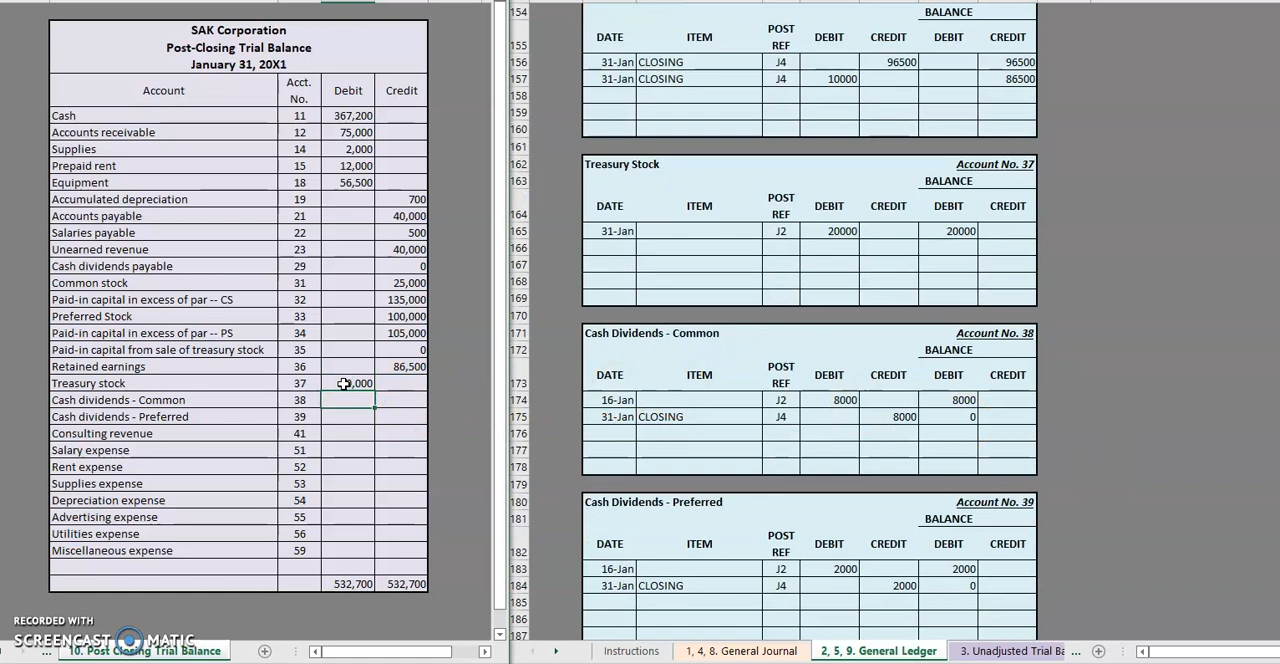 SAK Corporation
Post-Closing Trial Balance
January 31, 20X1
Account Acct. No. Debit Credit
Cash 11 367,200
Accounts receivable 12 75,000
Supplies 14 2,000
Prepaid rent 15 12,000
Equipment 18 56,500
Accumulated depreciation 19 700
Accounts payable 21 40,000
Salaries payable 22 500
Unearned revenue 23 40,000
Cash dividends payable 29 0
Common stock 31 25,000
Paid-in capital in excess of par -- CS 32 135,000
Preferred Stock 33 100,000
Paid-in capital in excess of par -- PS 34 105,000
Paid-in capital from sale of treasury stock 35 0
Retained earnings 36 86,500
Treasury stock 37 ,000
Cash dividends - Common 38
Cash dividends - Preferred 39
Consulting revenue 41
Salary expense 51
Rent expense 52
Supplies expense 53
Depreciation expense 54
Advertising expense 55
Utilities expense 56
Miscellaneous expense 59
532,700 532,700
RECORDED WITH
SCREENCAST MATIC
... 10. Post Closing Trial Balance
154 BALANCE
155 DATE ITEM POST REF DEBIT CREDIT DEBIT CREDIT
156 31-Jan CLOSING J4 96500 96500
157 31-Jan CLOSING J4 10000 86500
158
159
160
161
162 Treasury Stock Account No. 37
163 BALANCE
164 DATE ITEM POST REF DEBIT CREDIT DEBIT CREDIT
165 31-Jan J2 20000 20000
166
167
168
169
170
171 Cash Dividends - Common Account No. 38
172 BALANCE
173 DATE ITEM POST REF DEBIT CREDIT DEBIT CREDIT
174 16-Jan J2 8000 8000
175 31-Jan CLOSING J4 8000 0
176
177
178
179
180 Cash Dividends - Preferred Account No. 39
181 BALANCE
182 DATE ITEM POST REF DEBIT CREDIT DEBIT CREDIT
183 16-Jan J2 2000 2000
184 31-Jan CLOSING J4 2000 0
185
186
187
Instructions 1, 4, 8. General Journal 2, 5, 9. General Ledger 3. Unadjusted Trial Ba ...